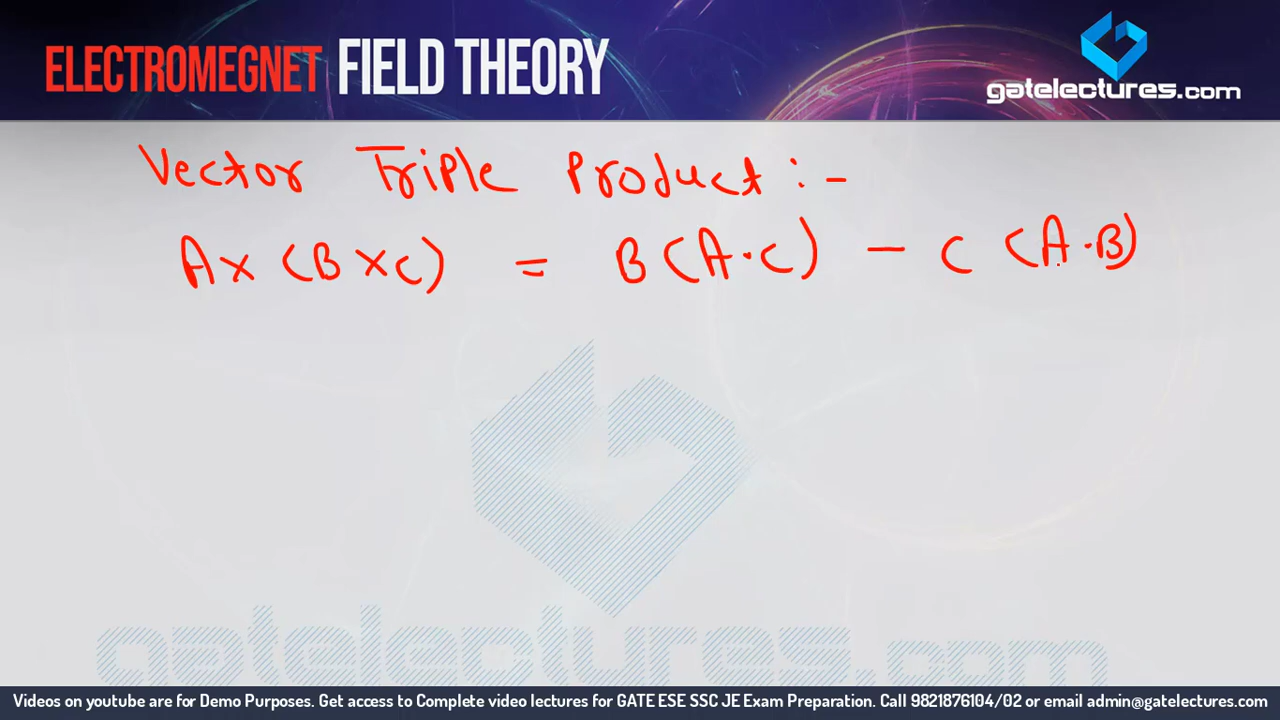 ELECTROMEGNET FIELD THEORY
gatelectures.com
Vector Triple Product :-
A × (B × C) = B (A · C) - C (A · B)
gatelectures.com
Videos on youtube are for Demo Purposes. Get access to Complete video lectures for GATE ESE SSC JE Exam Preparation. Call 9821876104/02 or email admin@gatelectures.com